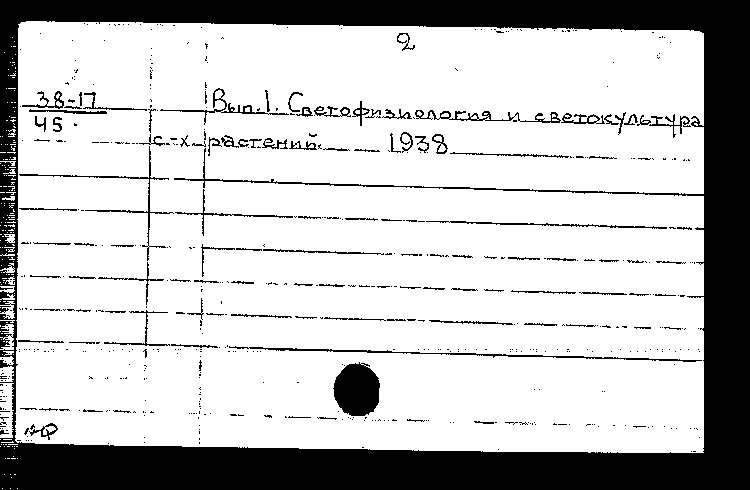 2
38-17
45.
Вып. 1. Светофизиология и светокультура
с.-х. растений. 1938